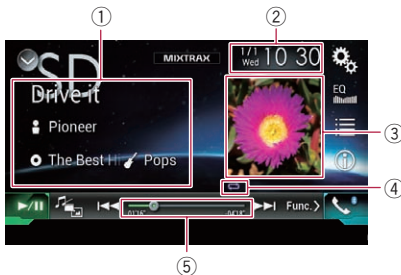 ①
②
SD
MIXTRAX
1/1 Wed 10 30
Drive-it
EQ
Pioneer
③
The Best Hi Pops
④
Func.
⑤